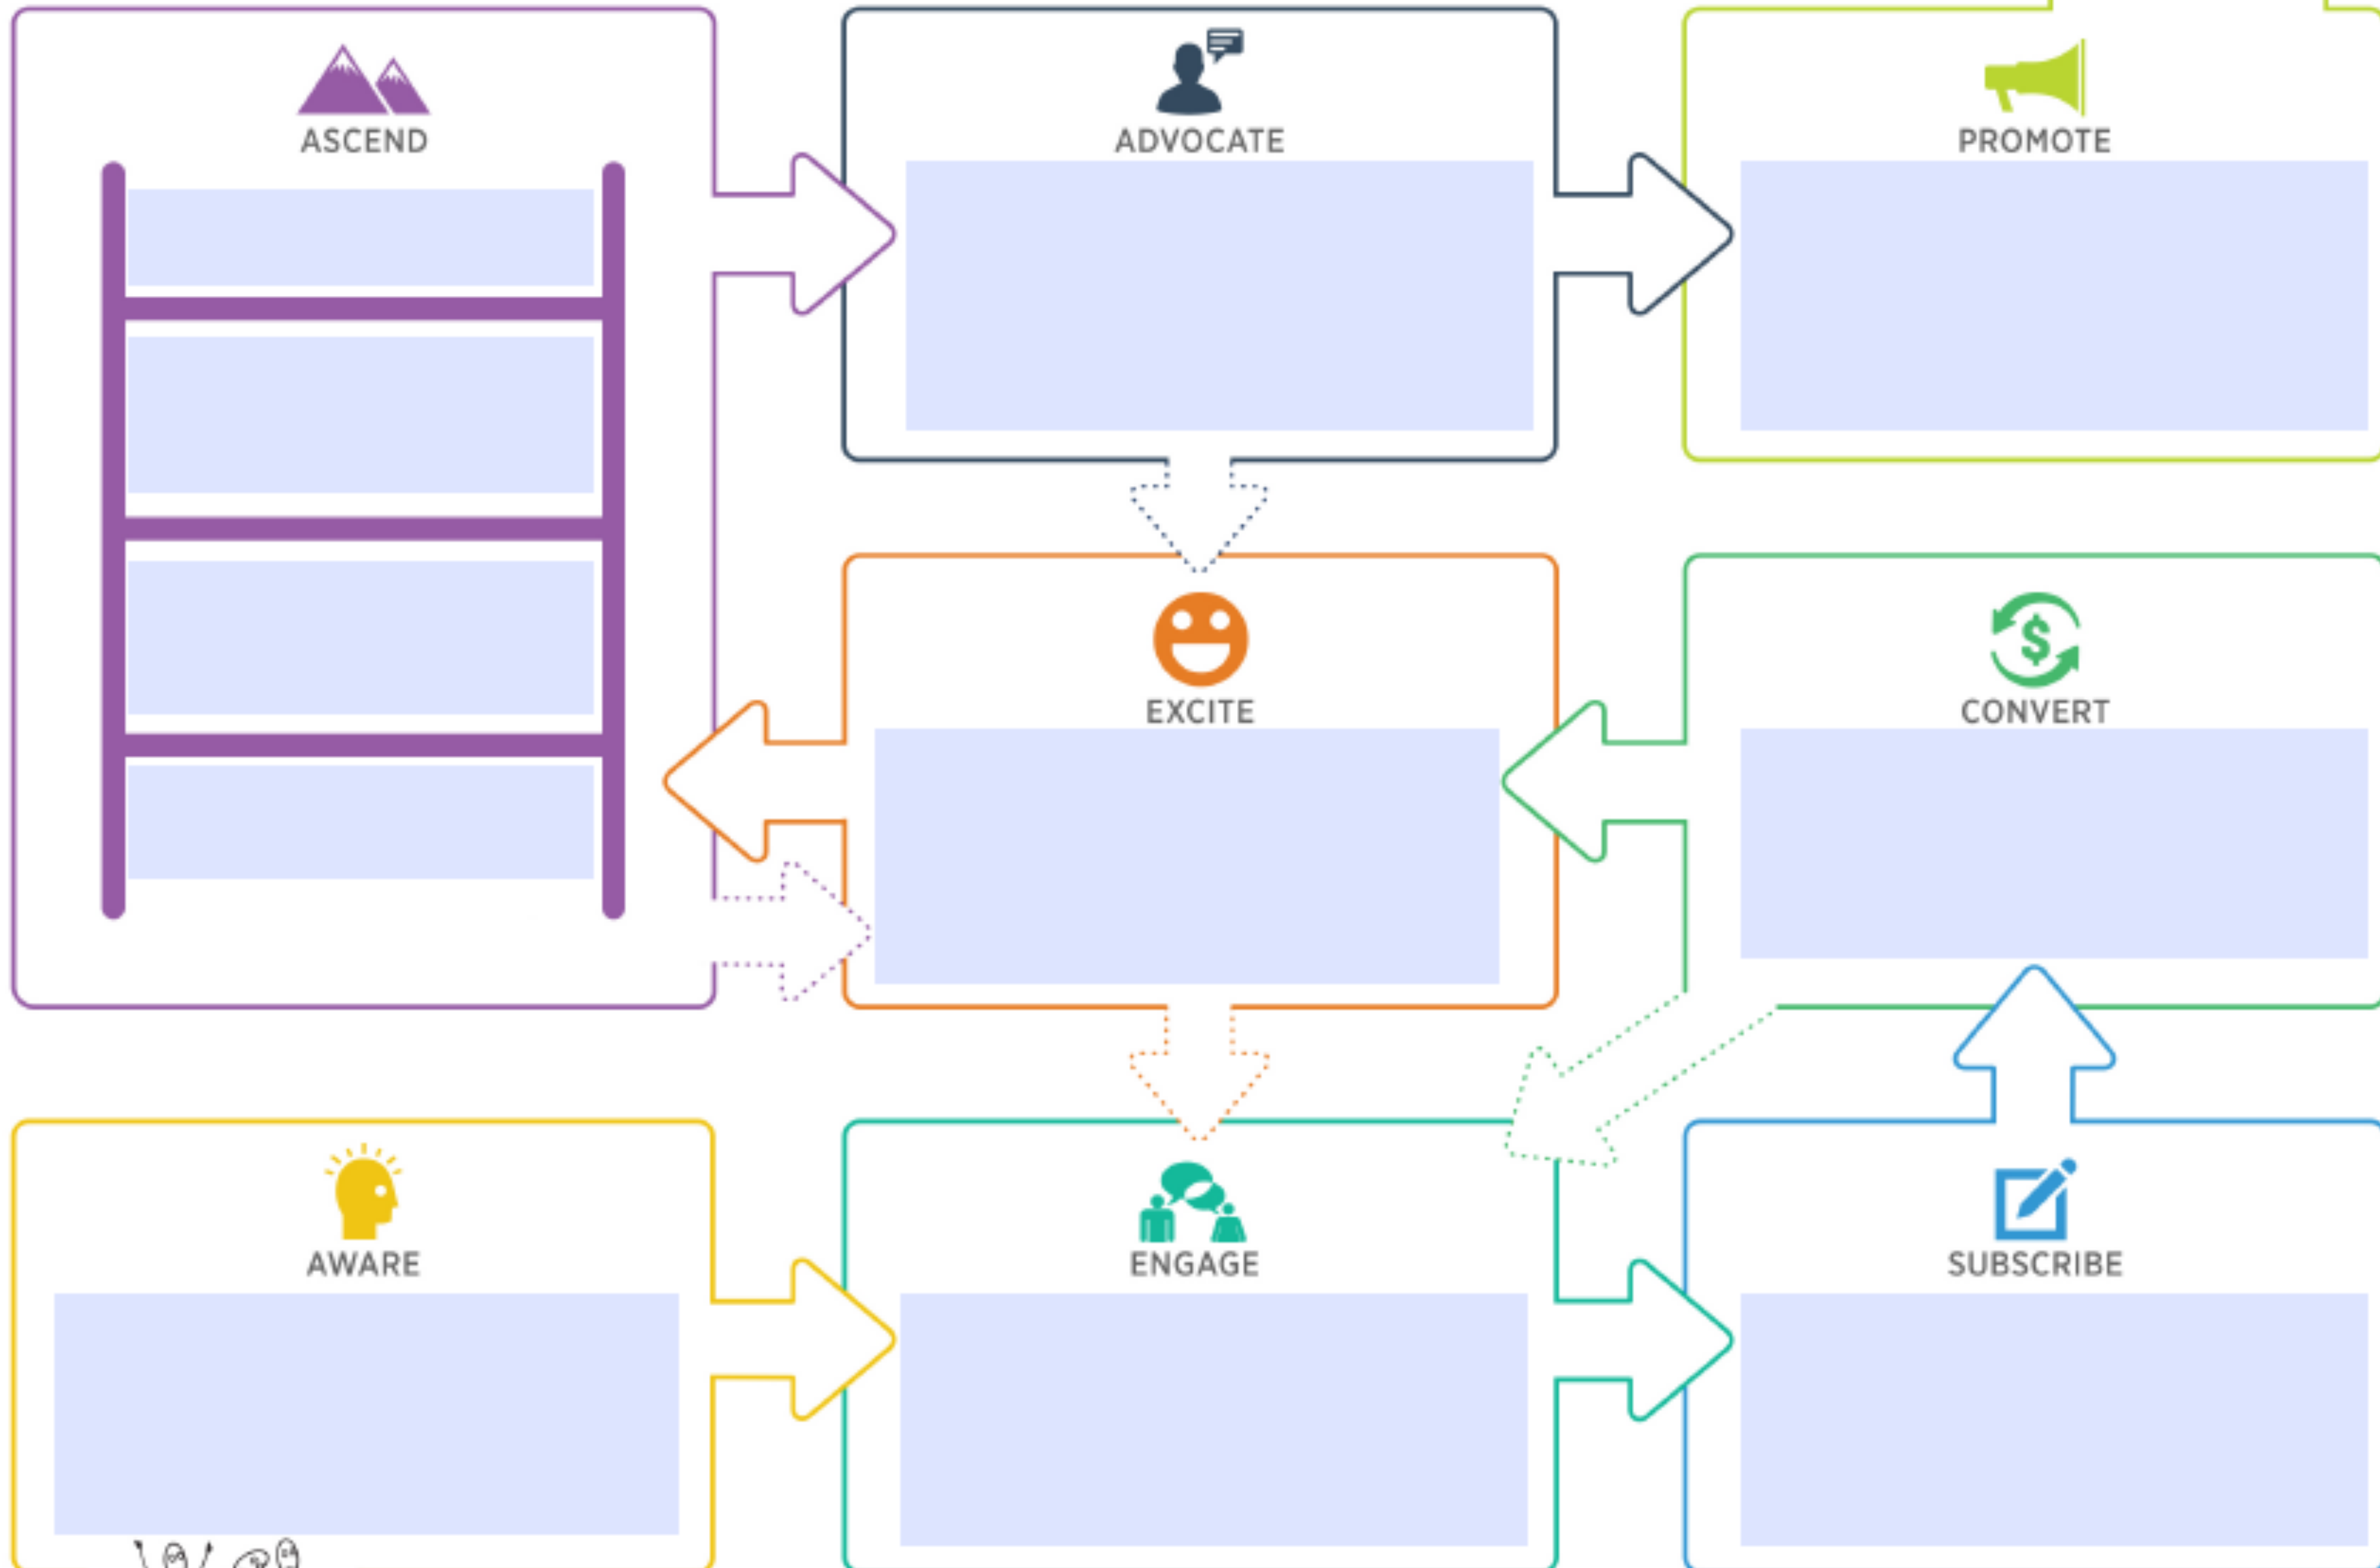 ASCEND
ADVOCATE
PROMOTE
EXCITE
CONVERT
AWARE
ENGAGE
SUBSCRIBE